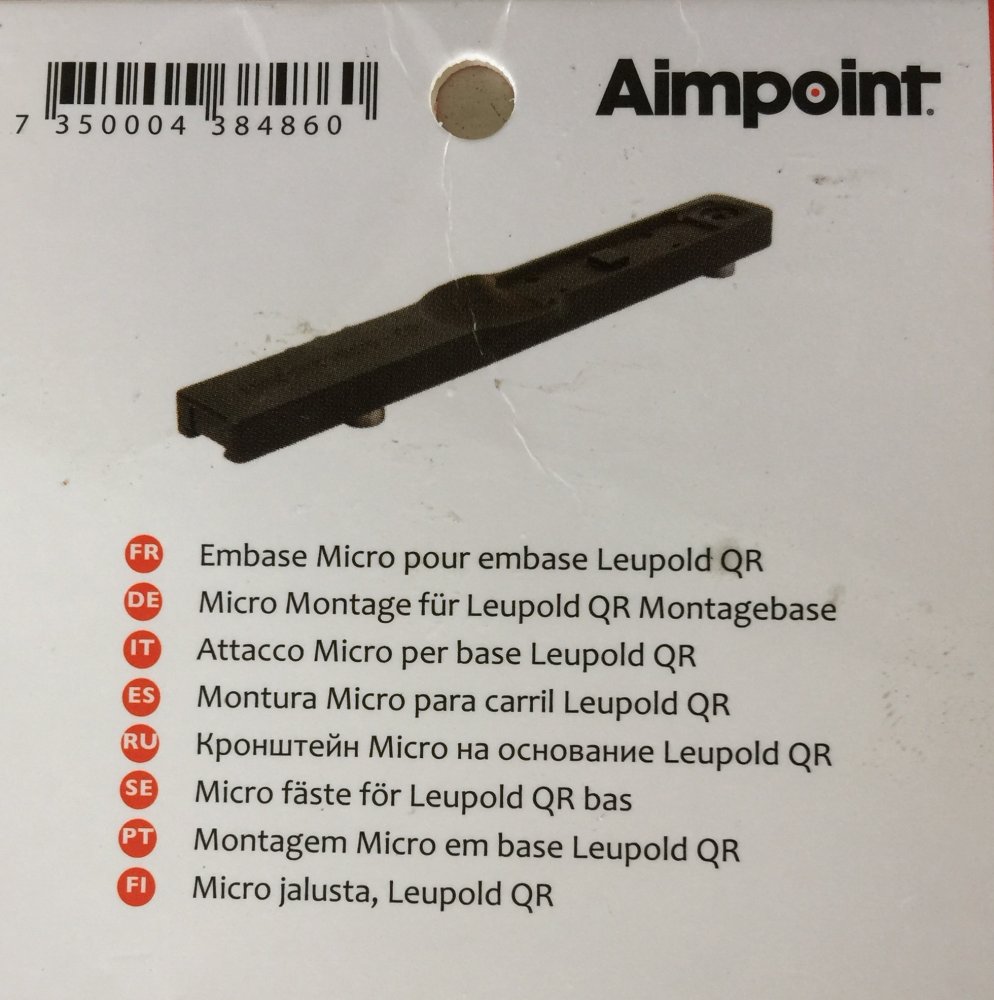 7 350004 384860
Aimpoint
FR Embase Micro pour embase Leupold QR
DE Micro Montage für Leupold QR Montagebase
IT Attacco Micro per base Leupold QR
ES Montura Micro para carril Leupold QR
RU Кронштейн Micro на основание Leupold QR
SE Micro fäste för Leupold QR bas
PT Montagem Micro em base Leupold QR
FI Micro jalusta, Leupold QR